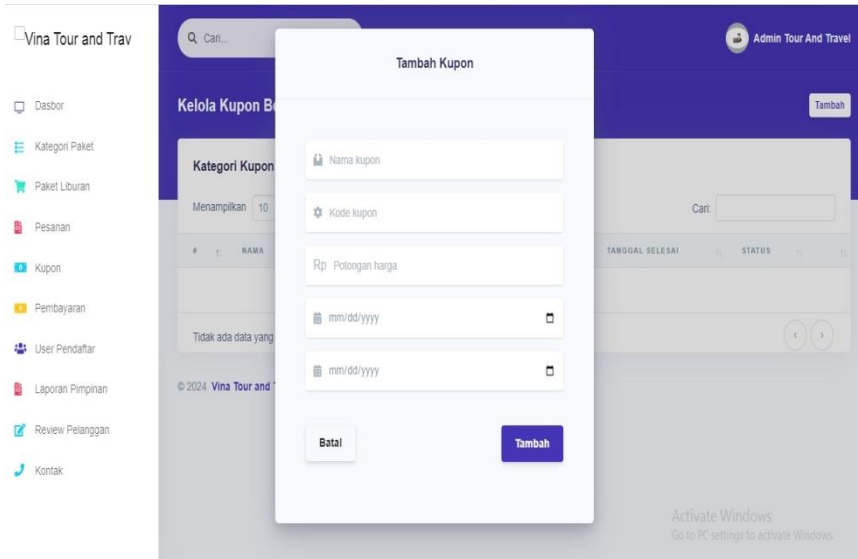 Vina Tour and Trav
Dasbor
Kategori Paket
Paket Liburan
Pesanan
Kupon
Pembayaran
User Pendaftar
Laporan Pimpinan
Review Pelanggan
Kontak
Cari...
Admin Tour And Travel
Kelola Kupon
Tambah
Kategori Kupon
Menampilkan 10
Cari:
# NAMA TANGGAL SELESAI STATUS
Tidak ada data yang
© 2024 Vina Tour and
Tambah Kupon
Nama kupon
Kode kupon
Rp Potongan harga
mm/dd/yyyy
mm/dd/yyyy
Batal
Tambah
Activate Windows
Go to PC settings to activate Windows.